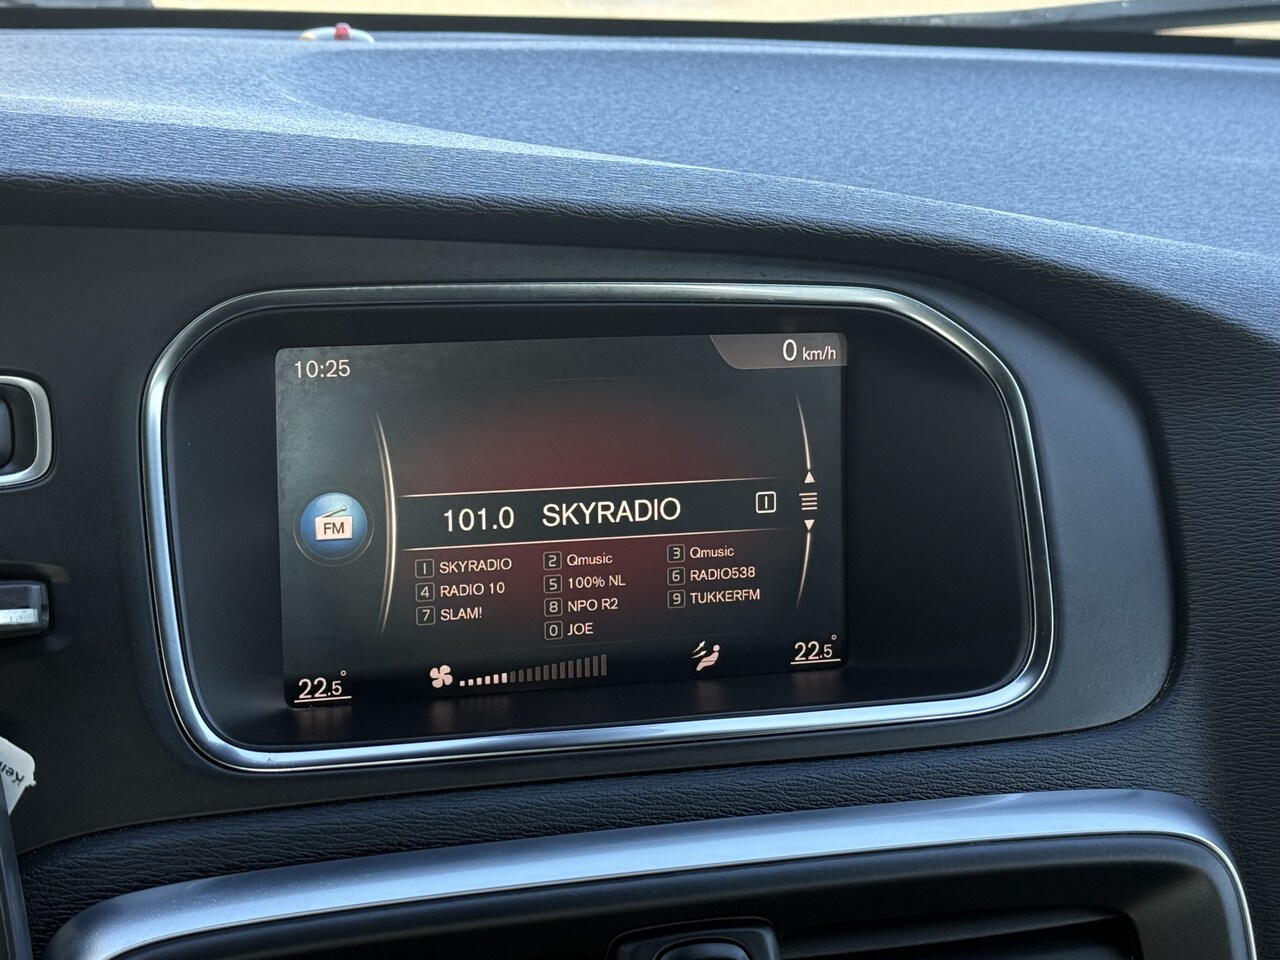 10:25
0 km/h
FM
101.0 SKYRADIO 1
1 SKYRADIO 2 Qmusic 3 Qmusic
4 RADIO 10 5 100% NL 6 RADIO538
7 SLAM! 8 NPO R2 9 TUKKERFM
0 JOE
22.5° 22.5°